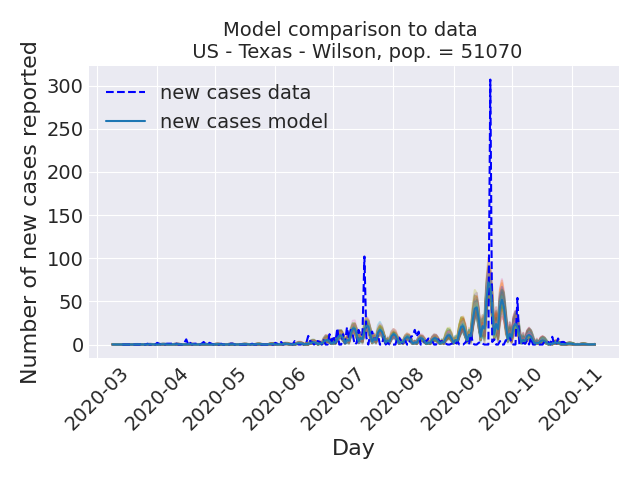 Model comparison to data
US - Texas - Wilson, pop. = 51070
Number of new cases reported
300
250
200
150
100
50
0
new cases data
new cases model
2020-03
2020-04
2020-05
2020-06
2020-07
2020-08
2020-09
2020-10
2020-11
Day